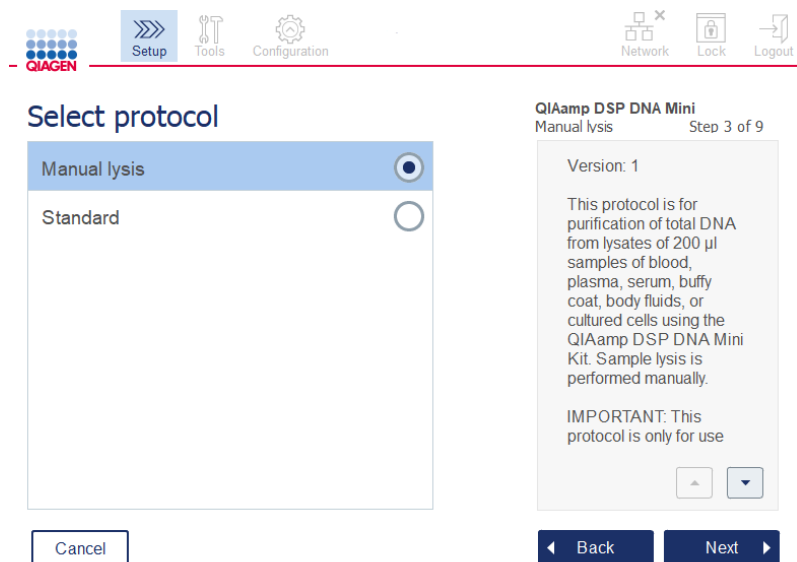 QIAGEN
Setup
Tools
Configuration
Network
Lock
Logout
Select protocol
Manual lysis
Standard
QIAamp DSP DNA Mini
Manual lysis Step 3 of 9
Version: 1
This protocol is for
purification of total DNA
from lysates of 200 µl
samples of blood,
plasma, serum, buffy
coat, body fluids, or
cultured cells using the
QIAamp DSP DNA Mini
Kit. Sample lysis is
performed manually.
IMPORTANT: This
protocol is only for use
Cancel
Back
Next